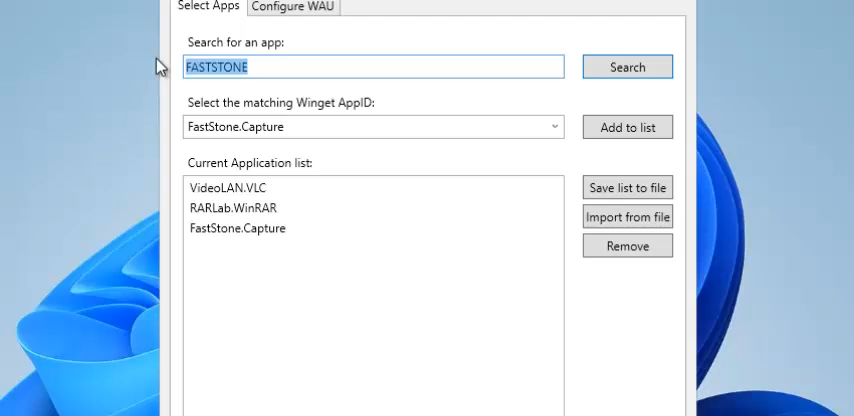 Select Apps
Configure WAU
Search for an app:
FASTSTONE
Search
Select the matching Winget AppID:
FastStone.Capture
Add to list
Current Application list:
VideoLAN.VLC
RARLab.WinRAR
FastStone.Capture
Save list to file
Import from file
Remove